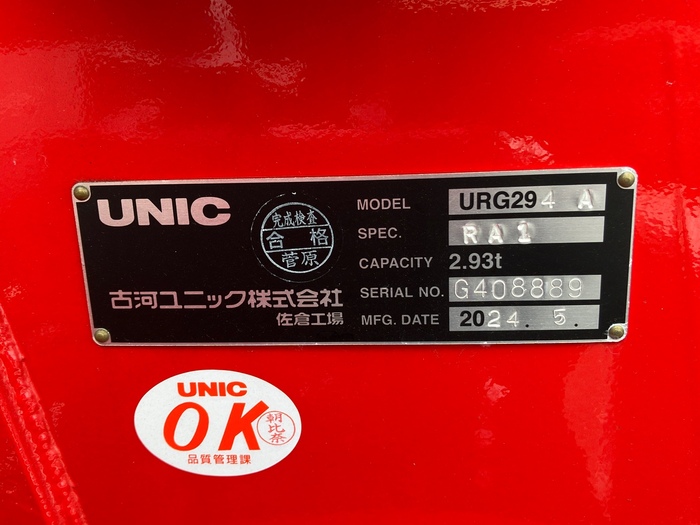 UNIC
完成検査
合格
菅原
古河ユニック株式会社
佐倉工場
MODEL URG294 A
SPEC. RA1
CAPACITY 2.93t
SERIAL NO. G408889
MFG. DATE 2024. 5.
UNIC
OK
朝比奈
品質管理課